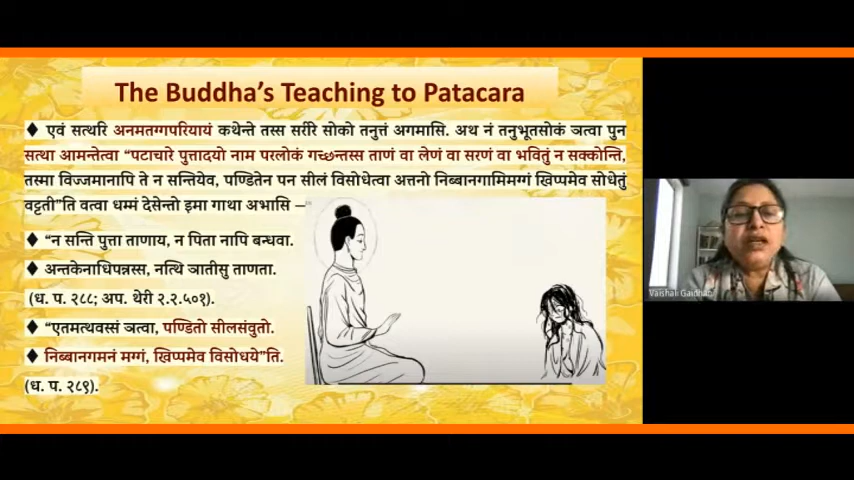 The Buddha's Teaching to Patacara
♦ एवं सत्थरि अनमतग्गपरियायं कथेन्ते तस्स सरीरे सोको तनुत्तं अगमासि. अथ नं तनुभूतसोकं ञत्वा पुन
सत्था आमन्तेत्वा “पटाचारे पुत्तादयो नाम परलोकं गच्छन्तस्स ताणं वा लेणं वा सरणं वा भवितुं न सक्कोन्ति,
तस्मा विज्जमानापि ते न सन्तियेव, पण्डितेन पन सीलं विसोधेत्वा अत्तनो निब्बानगामिमग्गं खिप्पमेव सोधेतुं
वट्टती”ति वत्वा धम्मं देसेन्तो इमा गाथा अभासि –
♦ “न सन्ति पुत्ता ताणाय, न पिता नापि बन्धवा.
♦ अन्तकेनाधिपन्नस्स, नत्थि ञातीसु ताणता.
(ध. प. २८८; अप. थेरी २.२.५०१).
♦ “एतमत्थवसं ञत्वा, पण्डितो सीलसंवुतो.
♦ निब्बानगमनं मग्गं, खिप्पमेव विसोधये”ति.
(ध. प. २८९).
Vaishali Gaidhani